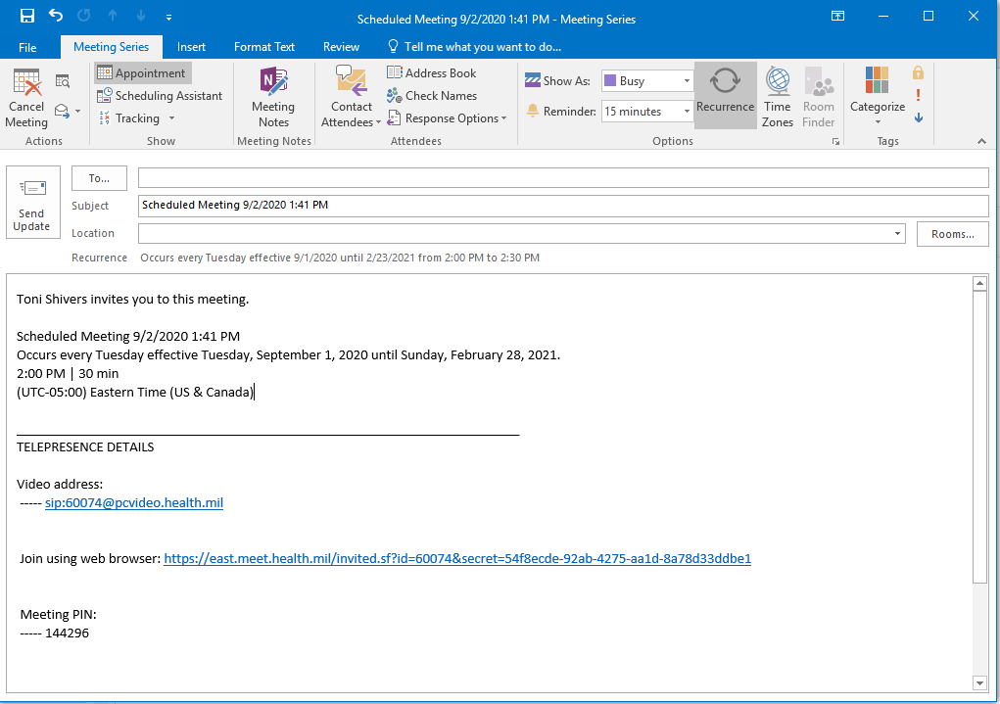 Scheduled Meeting 9/2/2020 1:41 PM - Meeting Series
File Meeting Series Insert Format Text Review Tell me what you want to do...
Cancel Meeting
Actions
Appointment
Scheduling Assistant
Tracking
Show
Meeting Notes
Meeting Notes
Contact Attendees
Address Book
Check Names
Response Options
Attendees
Show As: Busy
Reminder: 15 minutes
Recurrence
Time Zones
Room Finder
Options
Categorize
Tags
Send Update
To...
Subject Scheduled Meeting 9/2/2020 1:41 PM
Location Rooms...
Recurrence Occurs every Tuesday effective 9/1/2020 until 2/23/2021 from 2:00 PM to 2:30 PM
Toni Shivers invites you to this meeting.
Scheduled Meeting 9/2/2020 1:41 PM
Occurs every Tuesday effective Tuesday, September 1, 2020 until Sunday, February 28, 2021.
2:00 PM | 30 min
(UTC-05:00) Eastern Time (US & Canada)
TELEPRESENCE DETAILS
Video address:
----- sip:60074@pcvideo.health.mil
Join using web browser: https://east.meet.health.mil/invited.sf?id=60074&secret=54f8ecde-92ab-4275-aa1d-8a78d33ddbe1
Meeting PIN:
----- 144296